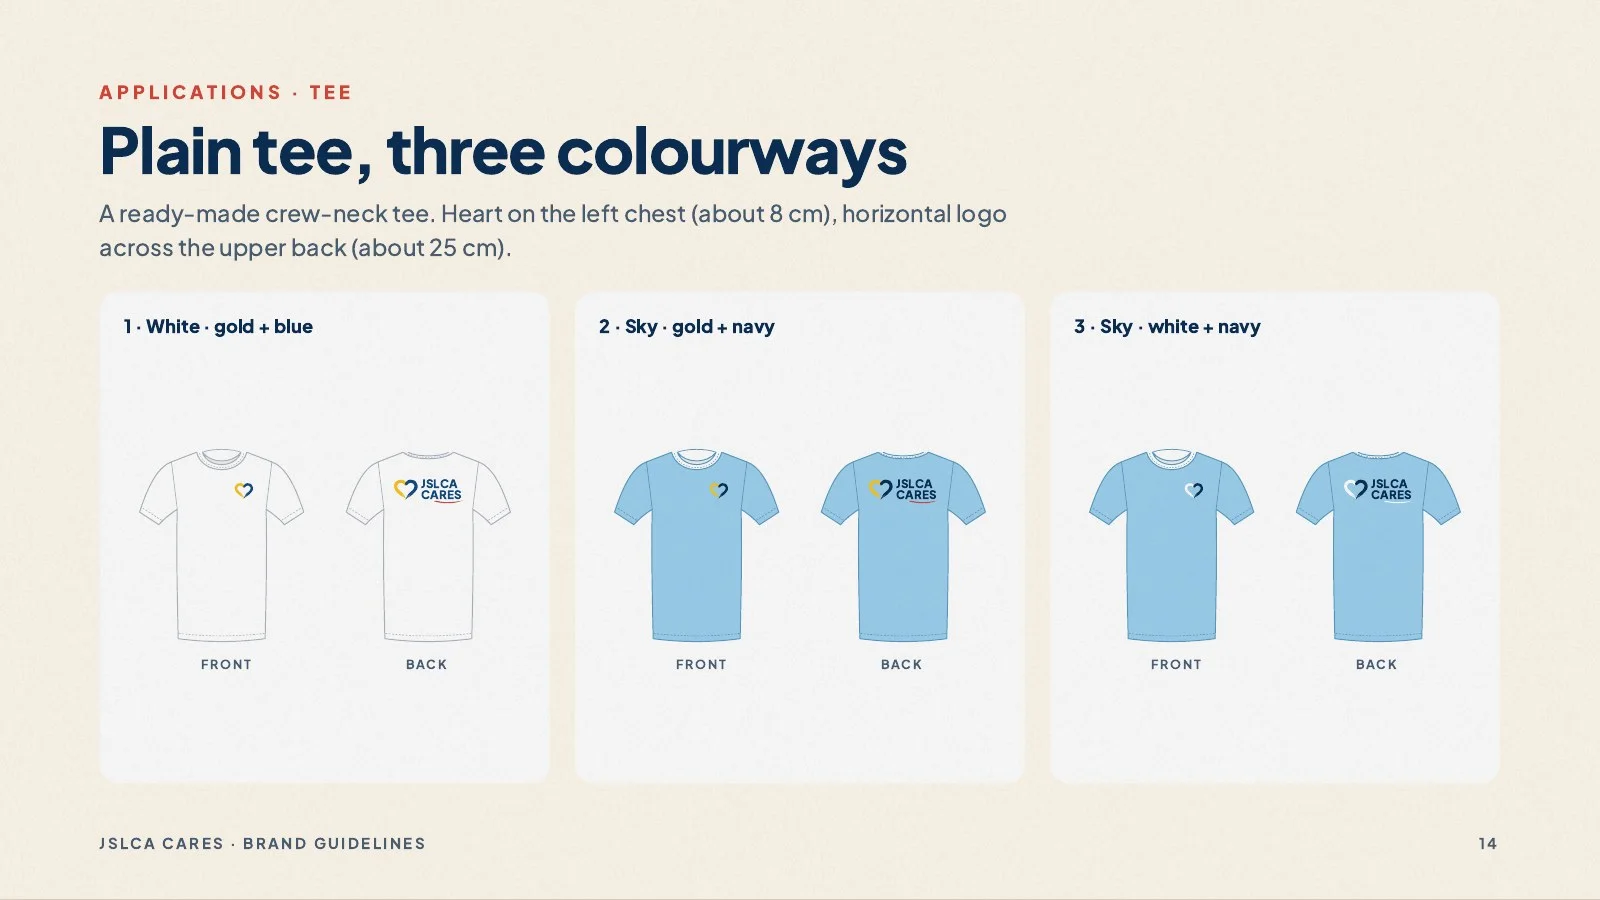 APPLICATIONS · TEE
Plain tee, three colourways
A ready-made crew-neck tee. Heart on the left chest (about 8 cm), horizontal logo
across the upper back (about 25 cm).
1 · White · gold + blue
JSLCA
CARES
FRONT
BACK
2 · Sky · gold + navy
JSLCA
CARES
FRONT
BACK
3 · Sky · white + navy
JSLCA
CARES
FRONT
BACK
JSLCA CARES · BRAND GUIDELINES
14